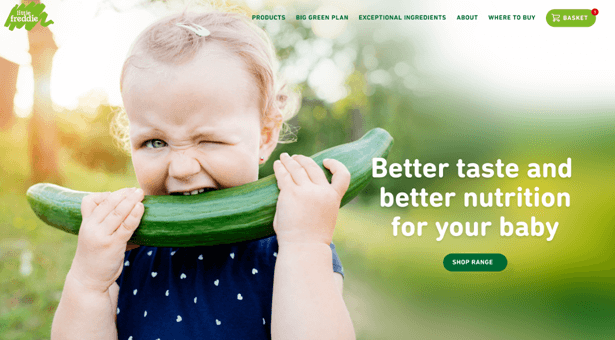 little
freddie
PRODUCTS BIG GREEN PLAN EXCEPTIONAL INGREDIENTS ABOUT WHERE TO BUY BASKET
Better taste and
better nutrition
for your baby
SHOP RANGE